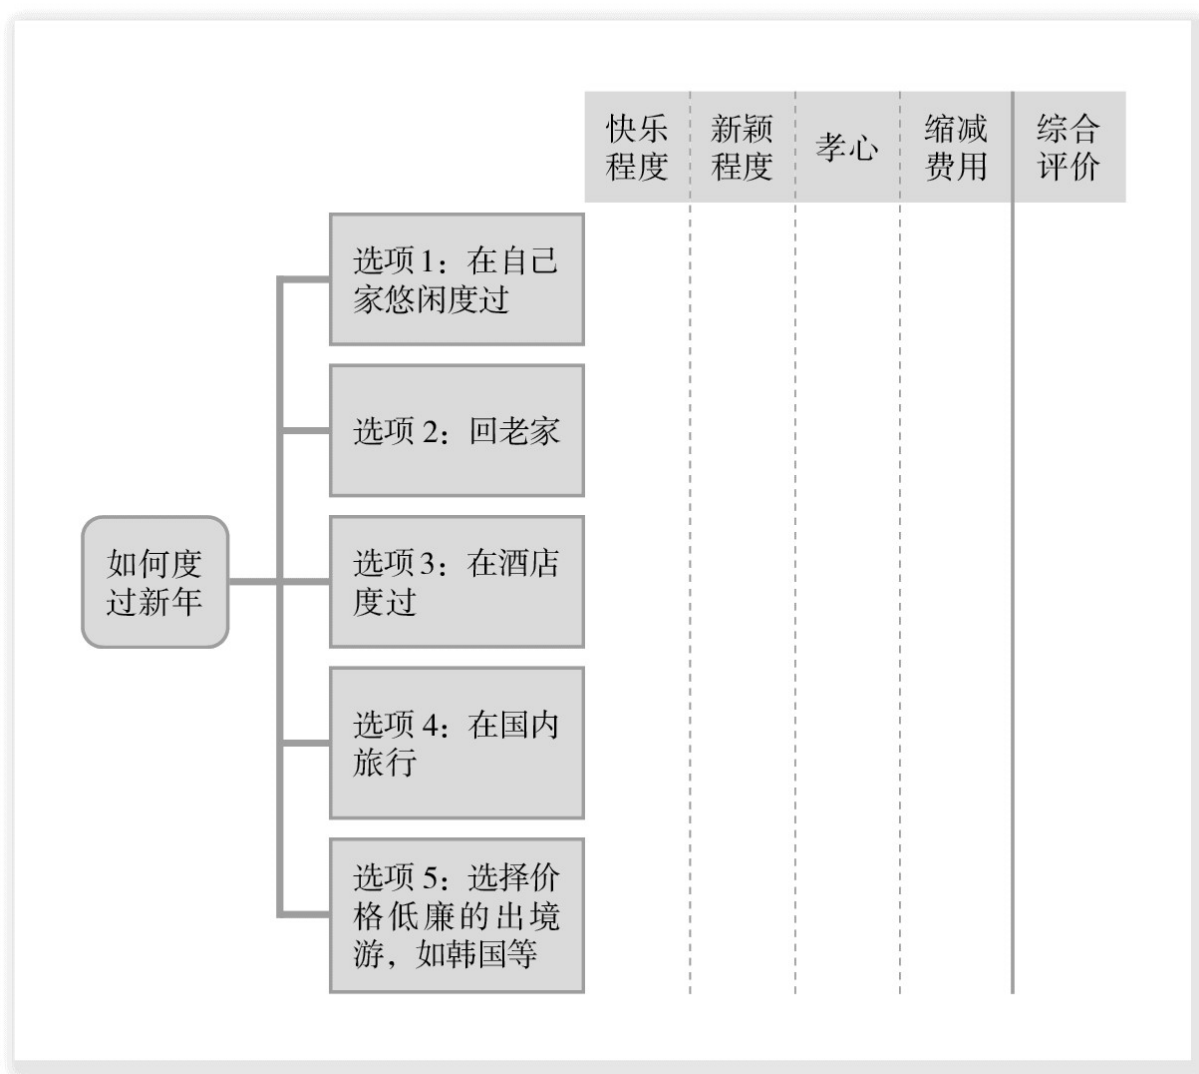 快乐
程度
新颖
程度
孝心
缩减
费用
综合
评价
选项1：在自己
家悠闲度过
选项 2：回老家
如何度
过新年
选项3：在酒店
度过
选项 4：在国内
旅行
选项 5：选择价
格低廉的出境
游，如韩国等